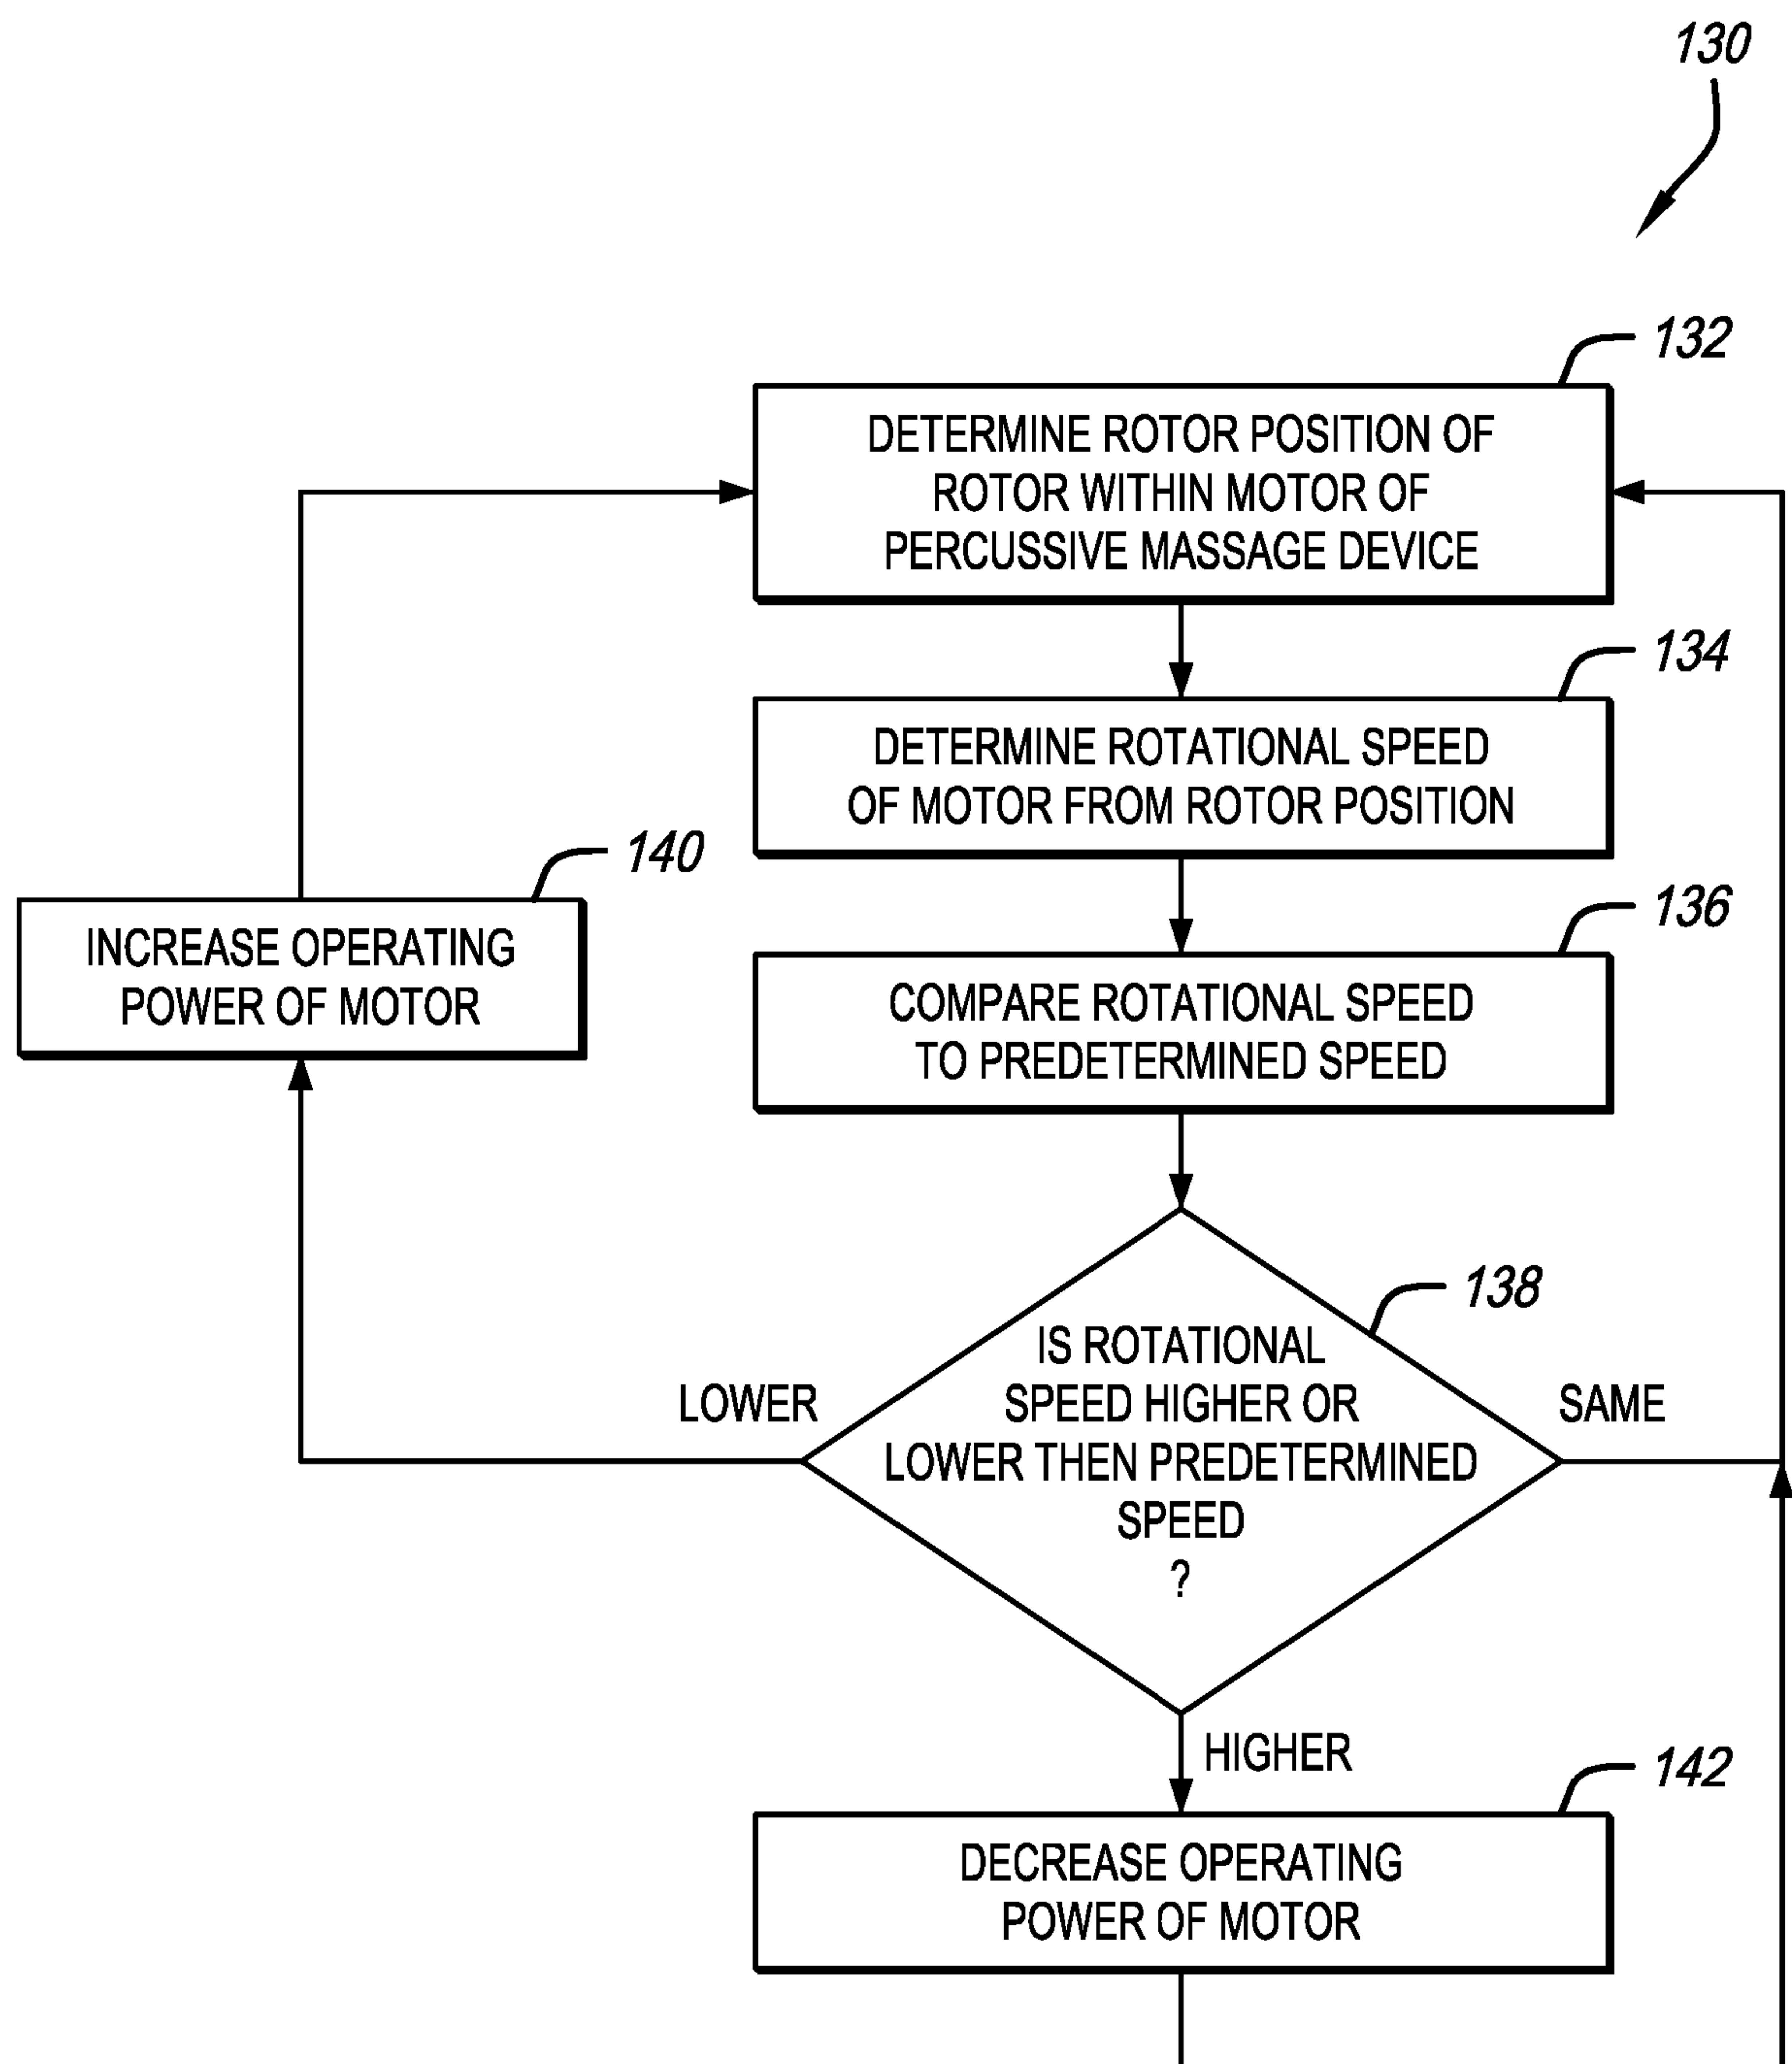 130
132
DETERMINE ROTOR POSITION OF
ROTOR WITHIN MOTOR OF
PERCUSSIVE MASSAGE DEVICE
134
DETERMINE ROTATIONAL SPEED
OF MOTOR FROM ROTOR POSITION
140
INCREASE OPERATING
POWER OF MOTOR
136
COMPARE ROTATIONAL SPEED
TO PREDETERMINED SPEED
138
IS ROTATIONAL
SPEED HIGHER OR
LOWER THEN PREDETERMINED
SPEED
?
LOWER
SAME
HIGHER
142
DECREASE OPERATING
POWER OF MOTOR